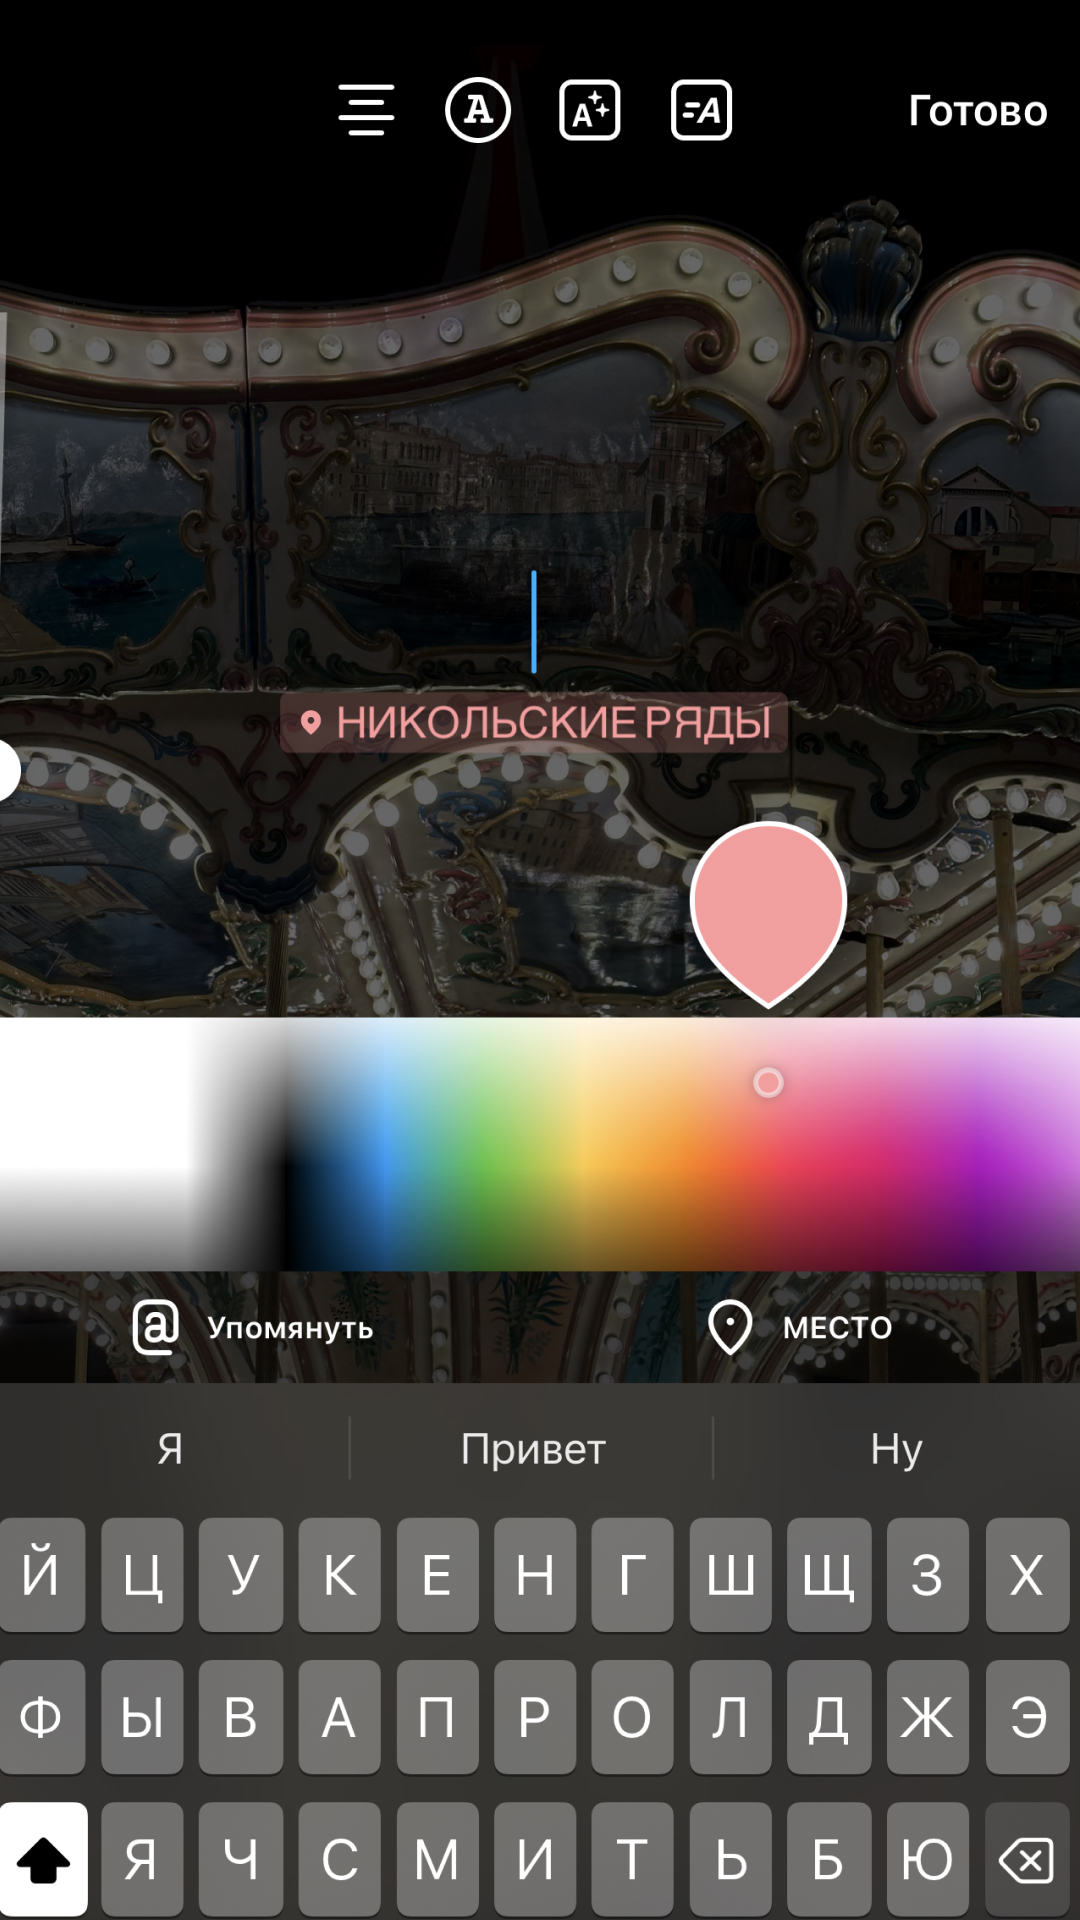 Готово
НИКОЛЬСКИЕ РЯДЫ
Упомянуть
МЕСТО
Я Привет Ну
Й Ц У К Е Н Г Ш Щ З Х
Ф Ы В А П Р О Л Д Ж Э
Я Ч С М И Т Ь Б Ю